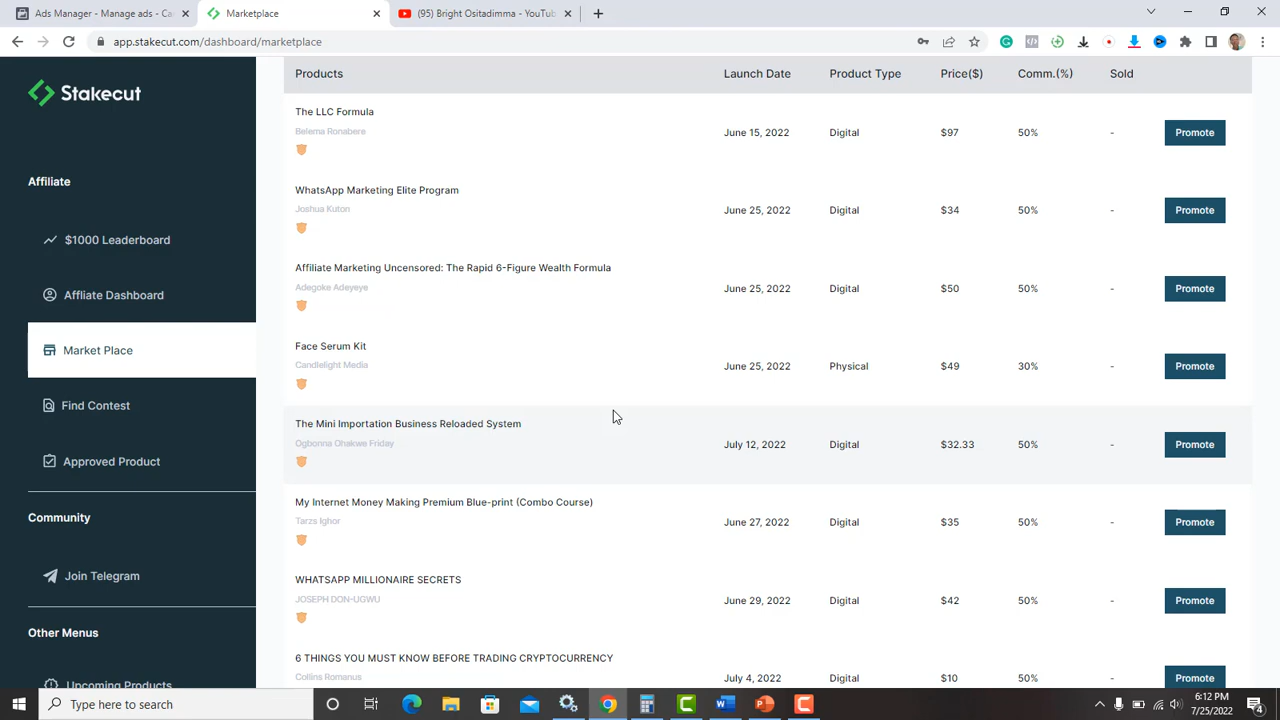 Ads Manager - Manage ads - Ca
Marketplace
(95) Bright Ositadimma - YouTub
app.stakecut.com/dashboard/marketplace
Stakecut
Affiliate
$1000 Leaderboard
Affliate Dashboard
Market Place
Find Contest
Approved Product
Community
Join Telegram
Other Menus
Upcoming Products
Products Launch Date Product Type Price($) Comm.(%) Sold
The LLC Formula
Belema Ronabere
June 15, 2022 Digital $97 50% - Promote
WhatsApp Marketing Elite Program
Joshua Kuton
June 25, 2022 Digital $34 50% - Promote
Affiliate Marketing Uncensored: The Rapid 6-Figure Wealth Formula
Adegoke Adeyeye
June 25, 2022 Digital $50 50% - Promote
Face Serum Kit
Candlelight Media
June 25, 2022 Physical $49 30% - Promote
The Mini Importation Business Reloaded System
Ogbonna Ohakwe Friday
July 12, 2022 Digital $32.33 50% - Promote
My Internet Money Making Premium Blue-print (Combo Course)
Tarzs Ighor
June 27, 2022 Digital $35 50% - Promote
WHATSAPP MILLIONAIRE SECRETS
JOSEPH DON-UGWU
June 29, 2022 Digital $42 50% - Promote
6 THINGS YOU MUST KNOW BEFORE TRADING CRYPTOCURRENCY
Collins Romanus
July 4, 2022 Digital $10 50% - Promote
Type here to search
6:12 PM
7/25/2022